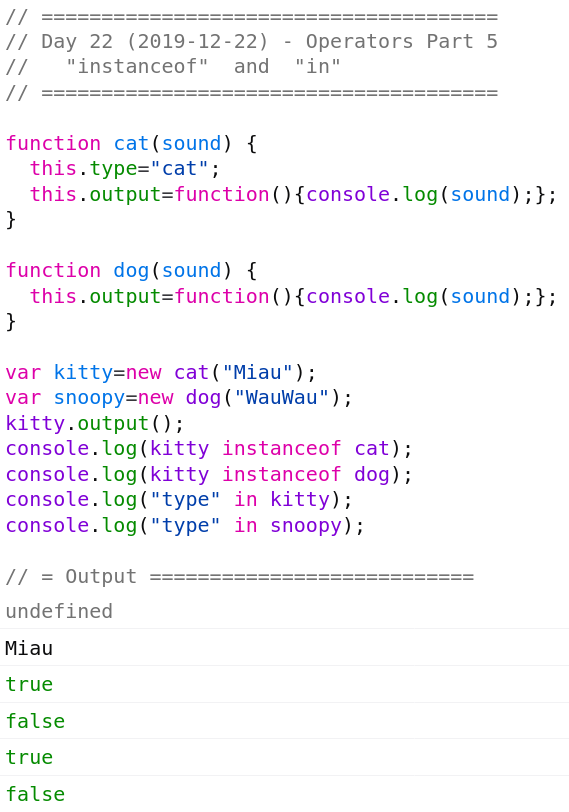 // ======================================
// Day 22 (2019-12-22) - Operators Part 5
//   "instanceof"  and  "in"
// ======================================
function cat(sound) {
  this.type="cat";
  this.output=function(){console.log(sound);};
}
function dog(sound) {
  this.output=function(){console.log(sound);};
}
var kitty=new cat("Miau");
var snoopy=new dog("WauWau");
kitty.output();
console.log(kitty instanceof cat);
console.log(kitty instanceof dog);
console.log("type" in kitty);
console.log("type" in snoopy);
// = Output ===========================
undefined
Miau
true
false
true
false